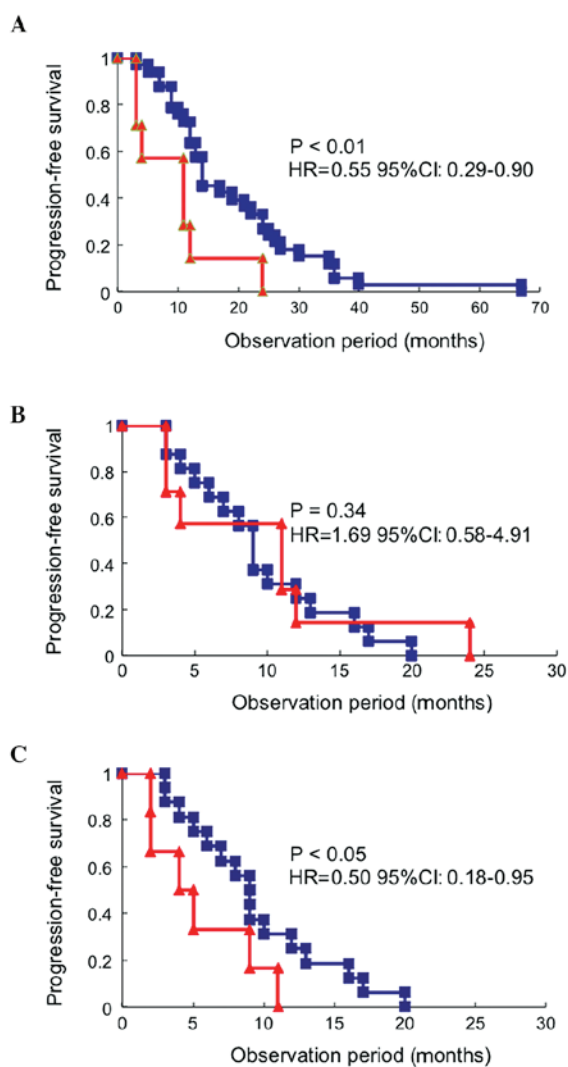 A
Progression-free survival
1
0.8
0.6
0.4
0.2
0
P < 0.01
HR=0.55 95%CI: 0.29-0.90
0 10 20 30 40 50 60 70
Observation period (months)
B
Progression-free survival
1
0.8
0.6
0.4
0.2
0
P = 0.34
HR=1.69 95%CI: 0.58-4.91
0 5 10 15 20 25 30
Observation period (months)
C
Progression-free survival
1
0.8
0.6
0.4
0.2
0
P < 0.05
HR=0.50 95%CI: 0.18-0.95
0 5 10 15 20 25 30
Observation period (months)